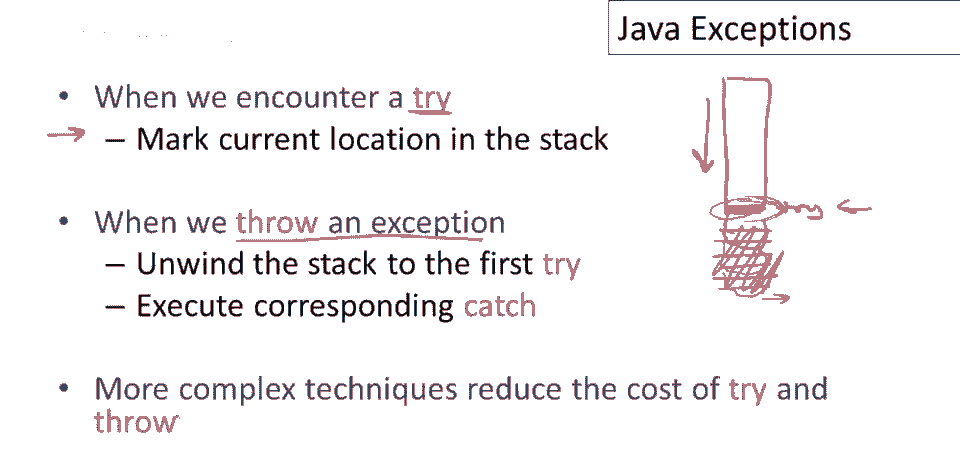 Java Exceptions
• When we encounter a try
– Mark current location in the stack
• When we throw an exception
– Unwind the stack to the first try
– Execute corresponding catch
• More complex techniques reduce the cost of try and
throw